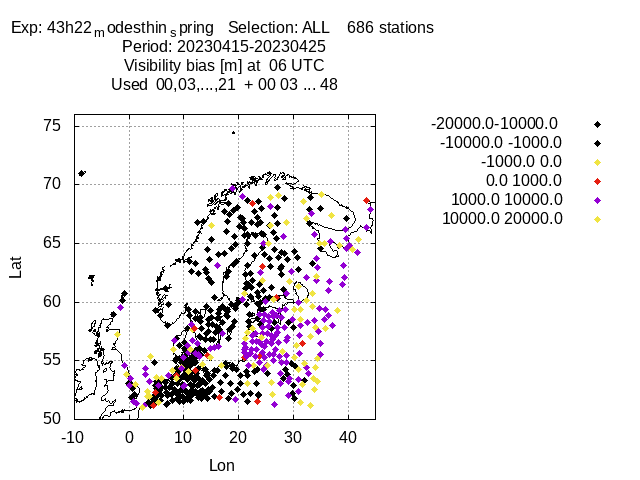 Exp: 43h22modesthinspring Selection: ALL 686 stations
Period: 20230415-20230425
Visibility bias [m] at 06 UTC
Used 00,03,...,21 + 00 03 ... 48
-20000.0-10000.0
-10000.0 -1000.0
-1000.0 0.0
0.0 1000.0
1000.0 10000.0
10000.0 20000.0
75
70
65
60
55
50
Lat
-10 0 10 20 30 40
Lon